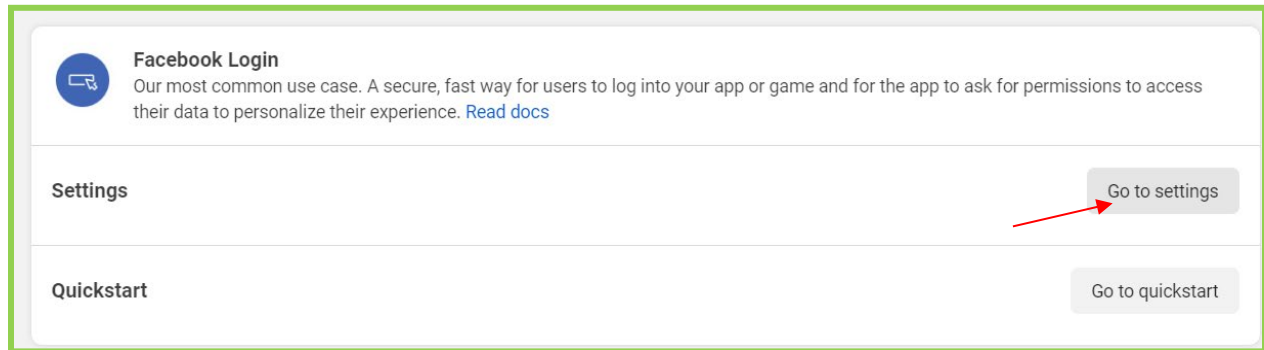 Facebook Login
Our most common use case. A secure, fast way for users to log into your app or game and for the app to ask for permissions to access
their data to personalize their experience. Read docs
Settings
Go to settings
Quickstart
Go to quickstart